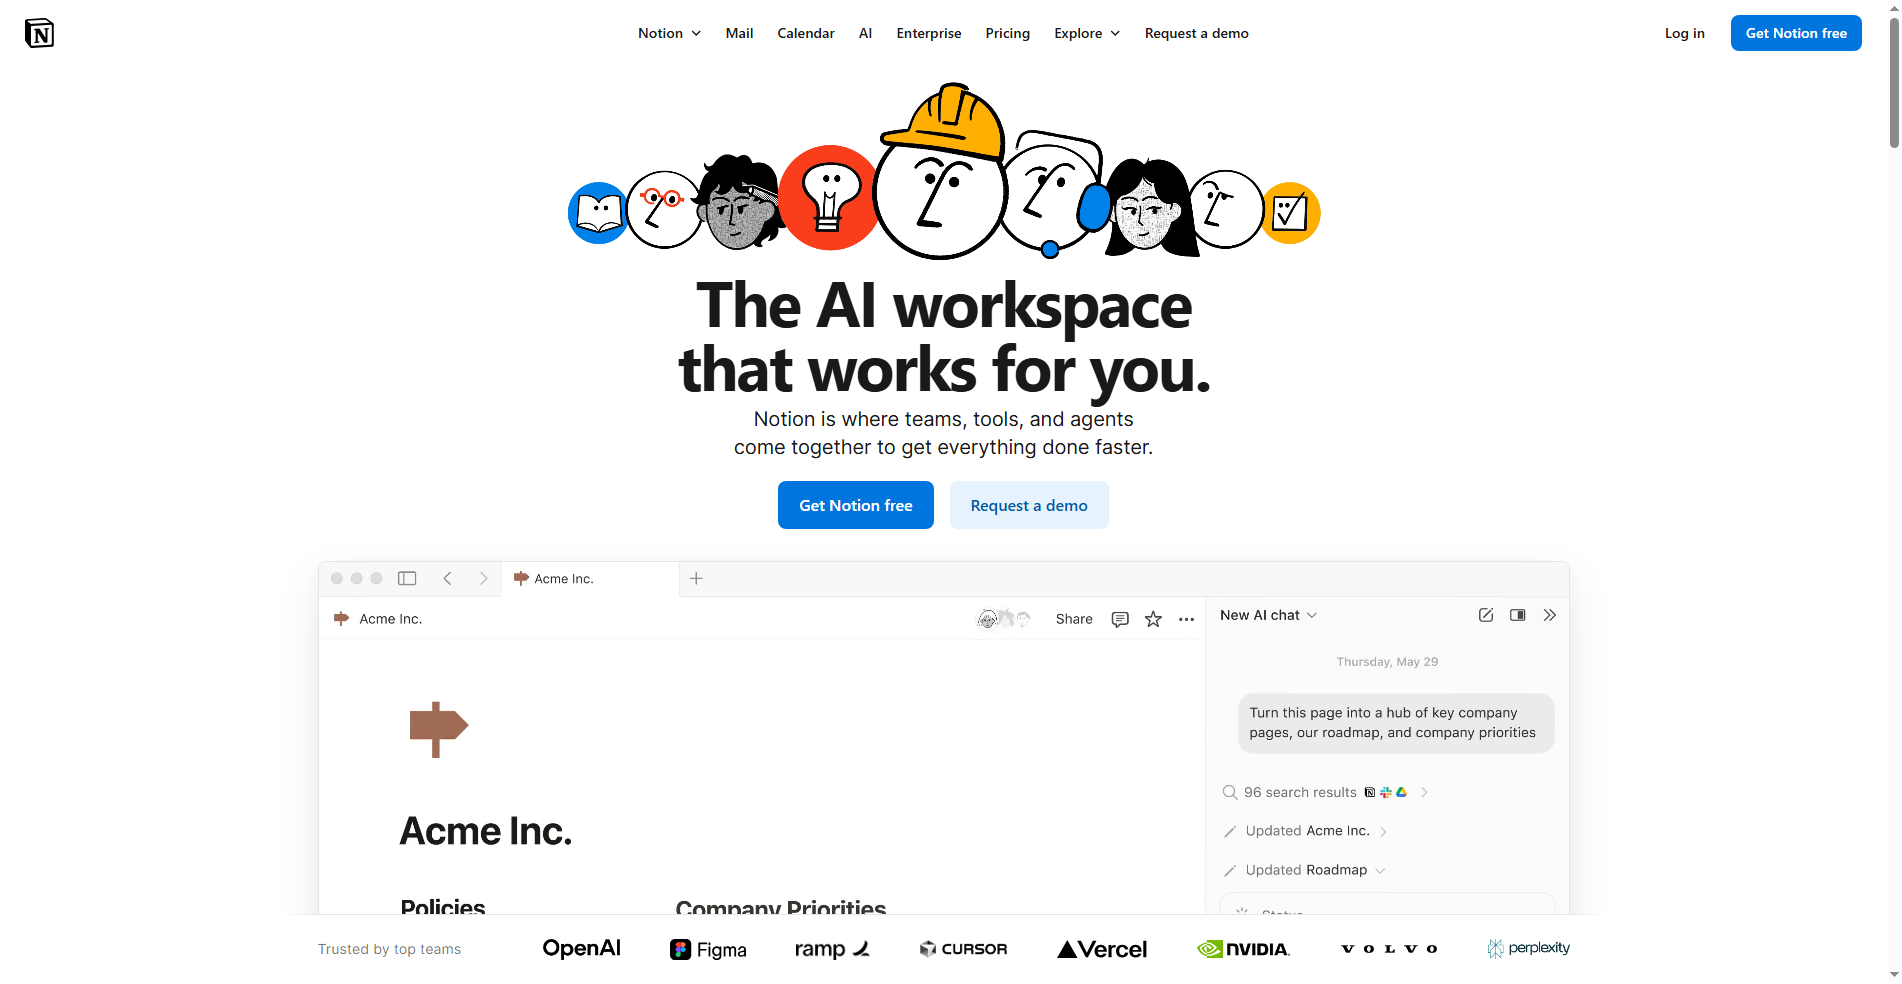 N
Notion
Mail
Calendar
AI
Enterprise
Pricing
Explore
Request a demo
Log in
Get Notion free
The AI workspace
that works for you.
Notion is where teams, tools, and agents
come together to get everything done faster.
Get Notion free
Request a demo
Acme Inc.
Acme Inc.
Share
New AI chat
Thursday, May 29
Turn this page into a hub of key company
pages, our roadmap, and company priorities
96 search results
Updated Acme Inc.
Updated Roadmap
Status
Acme Inc.
Policies
Company Priorities
Trusted by top teams
OpenAI
Figma
ramp
CURSOR
Vercel
NVIDIA.
VOLVO
perplexity